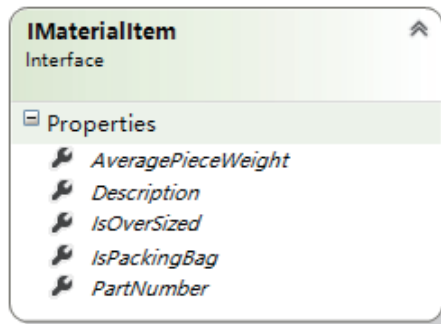 IMaterialItem
Interface
Properties
AveragePieceWeight
Description
IsOverSized
IsPackingBag
PartNumber